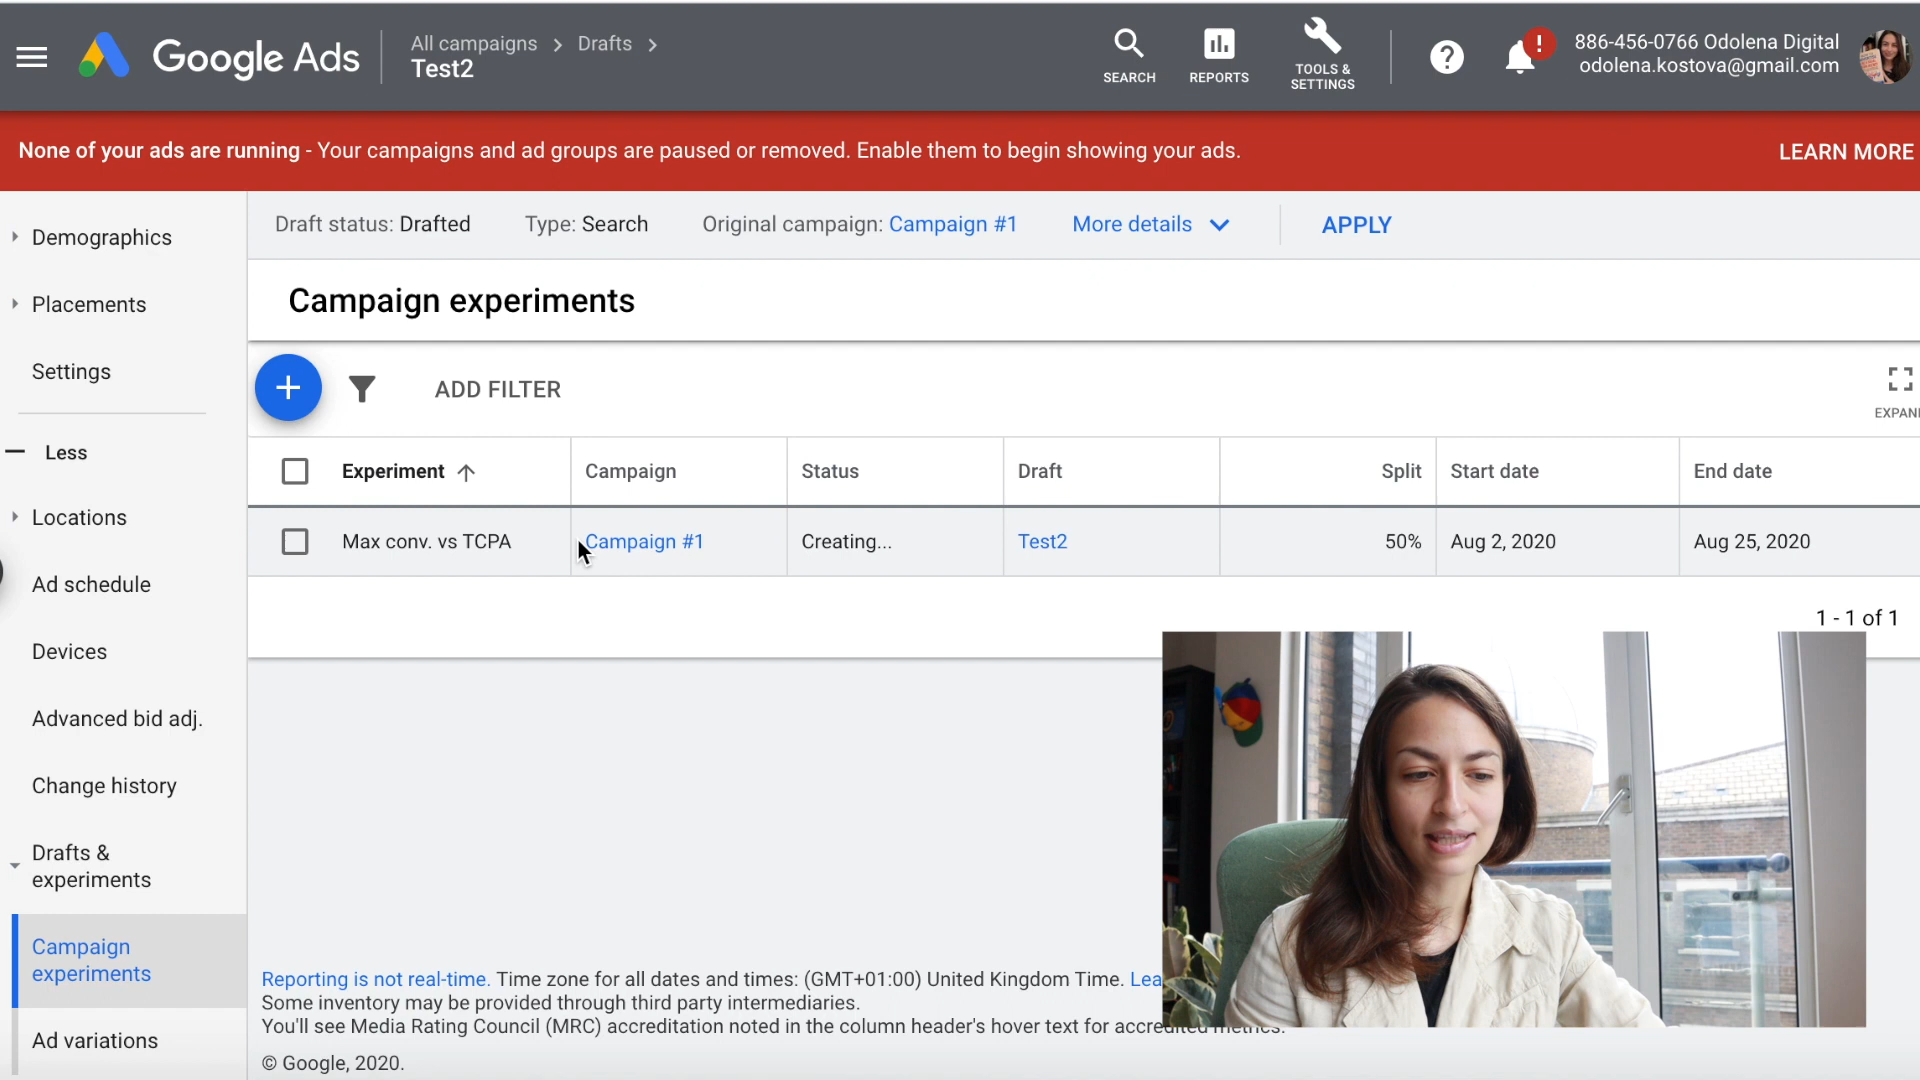 Google Ads
All campaigns > Drafts >
Test2
SEARCH
REPORTS
TOOLS &
SETTINGS
886-456-0766 Odolena Digital
odolena.kostova@gmail.com
None of your ads are running - Your campaigns and ad groups are paused or removed. Enable them to begin showing your ads.
LEARN MORE
Demographics
Placements
Settings
Less
Locations
Ad schedule
Devices
Advanced bid adj.
Change history
Drafts &
experiments
Campaign
experiments
Ad variations
Draft status: Drafted
Type: Search
Original campaign: Campaign #1
More details
APPLY
Campaign experiments
ADD FILTER
EXPAN
Experiment Campaign Status Draft Split Start date End date
Max conv. vs TCPA Campaign #1 Creating... Test2 50% Aug 2, 2020 Aug 25, 2020
1 - 1 of 1
Reporting is not real-time. Time zone for all dates and times: (GMT+01:00) United Kingdom Time. Lea
Some inventory may be provided through third party intermediaries.
You'll see Media Rating Council (MRC) accreditation noted in the column header's hover text for accredited metrics.
© Google, 2020.